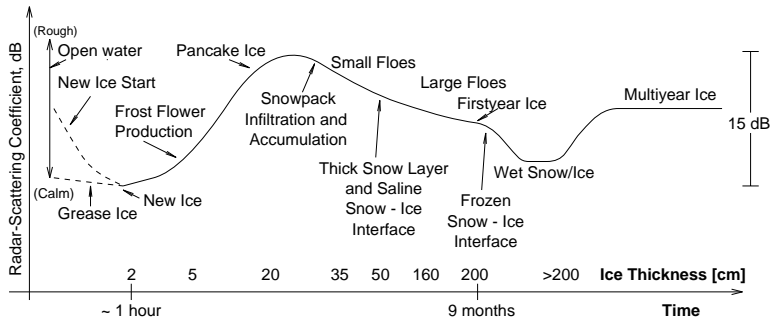 Radar-Scattering Coefficient, dB
(Rough)
Open water
New Ice Start
Frost Flower
Production
Pancake Ice
Small Floes
Snowpack
Infiltration and
Accumulation
Large Floes
Firstyear Ice
Multiyear Ice
15 dB
(Calm)
Grease Ice
New Ice
Thick Snow Layer
and Saline
Snow - Ice
Interface
Wet Snow/Ice
Frozen
Snow - Ice
Interface
2 5 20 35 50 160 200 >200 Ice Thickness [cm]
~ 1 hour 9 months Time